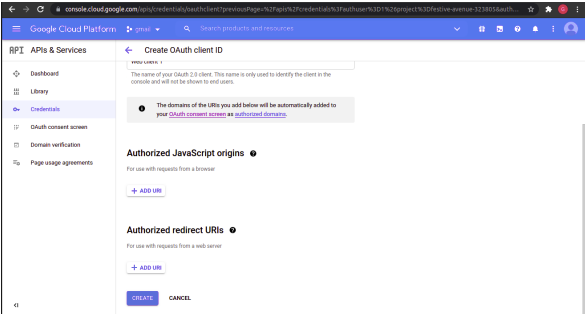 console.cloud.google.com/apis/credentials/oauthclient?previousPage=%2Fapis%2Fcredentials%3Fauthuser%3D1%26project%3Dfestive-avenue-323805&auth...
Google Cloud Platform
gmail
Search products and resources
API APIs & Services
Create OAuth client ID
Dashboard
Library
Credentials
OAuth consent screen
Domain verification
Page usage agreements
Web client 1
The name of your OAuth 2.0 client. This name is only used to identify the client in the
console and will not be shown to end users.
The domains of the URIs you add below will be automatically added to
your OAuth consent screen as authorized domains.
Authorized JavaScript origins
For use with requests from a browser
+ ADD URI
Authorized redirect URIs
For use with requests from a web server
+ ADD URI
CREATE
CANCEL